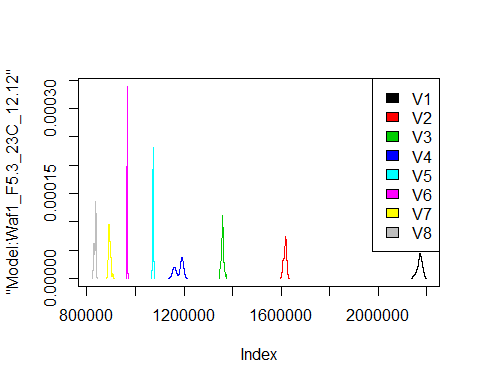 "Model:Waf1_F5.3_23C_12.12"
0.00030
0.00015
0.00000
800000 1200000 1600000 2000000
Index
V1
V2
V3
V4
V5
V6
V7
V8